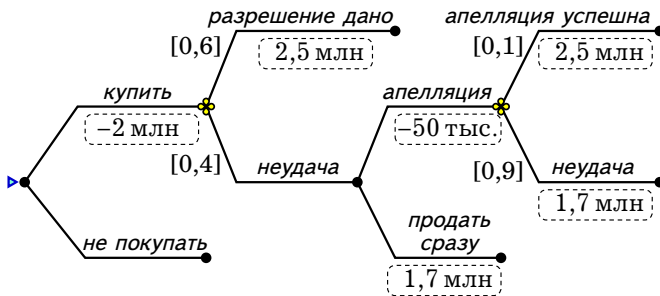 разрешение дано
апелляция успешна
[0,6]
2,5 млн
[0,1]
2,5 млн
купить
апелляция
−2 млн
−50 тыс.
[0,4]
неудача
[0,9]
неудача
1,7 млн
не покупать
продать
сразу
1,7 млн